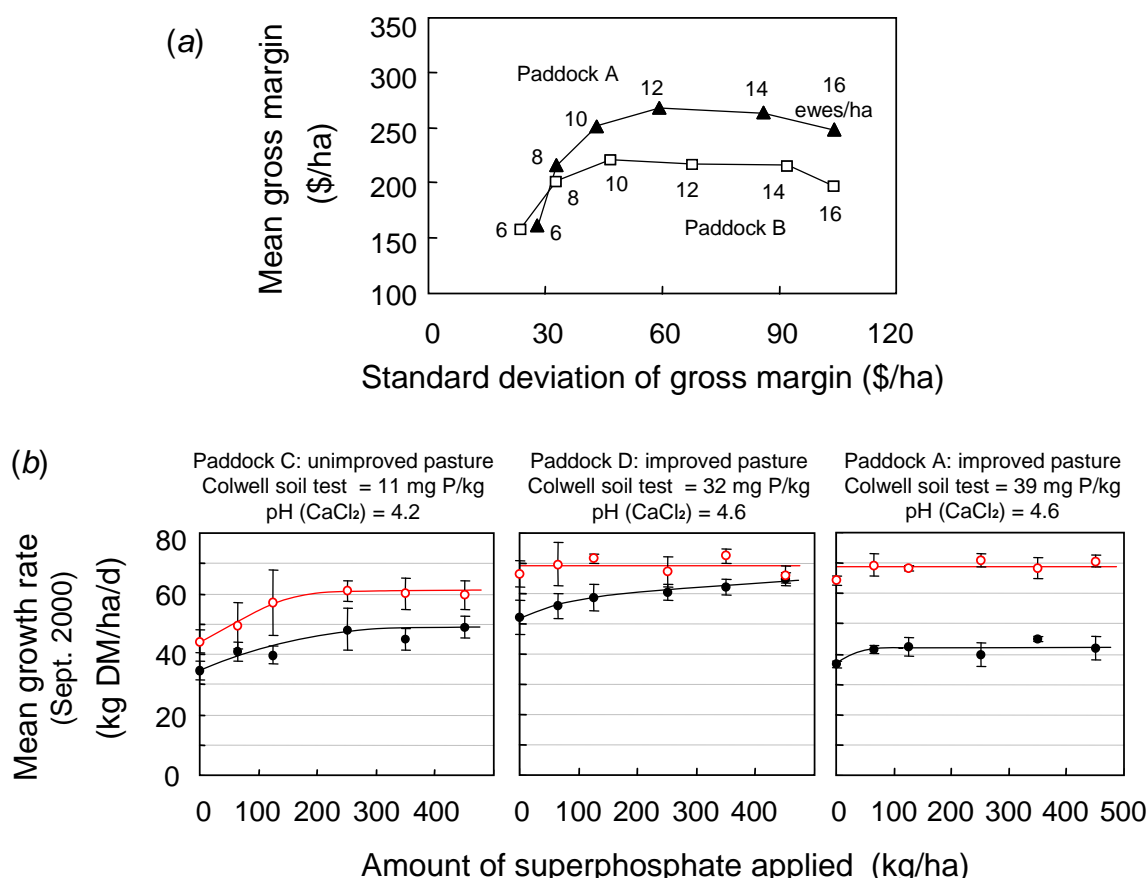 (a)
Mean gross margin
($/ha)
350
300
250
200
150
100
Paddock A
6
8
10
12
14
16
ewes/ha
6
8
10
12
14
16
Paddock B
0 30 60 90 120
Standard deviation of gross margin ($/ha)
(b)
Paddock C: unimproved pasture
Colwell soil test = 11 mg P/kg
pH (CaCl₂) = 4.2
Paddock D: improved pasture
Colwell soil test = 32 mg P/kg
pH (CaCl₂) = 4.6
Paddock A: improved pasture
Colwell soil test = 39 mg P/kg
pH (CaCl₂) = 4.6
Mean growth rate
(Sept. 2000)
(kg DM/ha/d)
80
60
40
20
0
0 100 200 300 400 0 100 200 300 400 0 100 200 300 400 500
Amount of superphosphate applied (kg/ha)